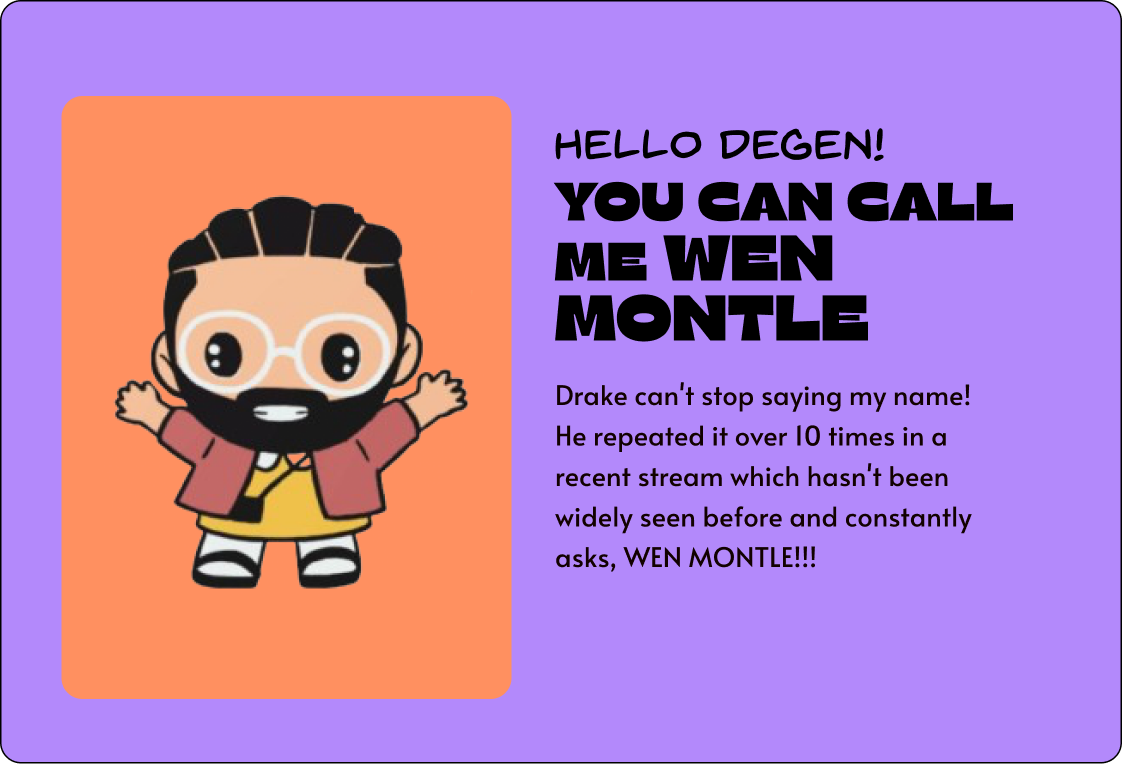 HELLO DEGEN!
YOU CAN CALL
ME WEN
MONTLE
Drake can't stop saying my name!
He repeated it over 10 times in a
recent stream which hasn't been
widely seen before and constantly
asks, WEN MONTLE!!!